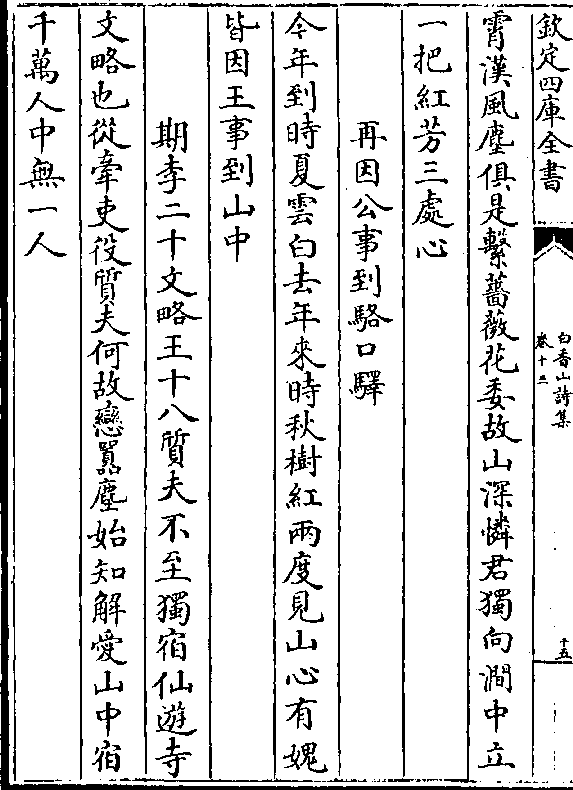 欽定四庫全書
白香山詩集
卷十三
十五
霄漢風塵俱是繫薔薇花委故山深憐君獨向澗中立
一把紅芳三處心
再因公事到駱口驛
今年到時夏雲白去年來時秋樹紅兩度見山心有媿
皆因王事到山中
期李二十文略王十八質夫不至獨宿仙遊寺
文略也從牽吏役質夫何故戀囂塵始知解愛山中宿
千萬人中無一人